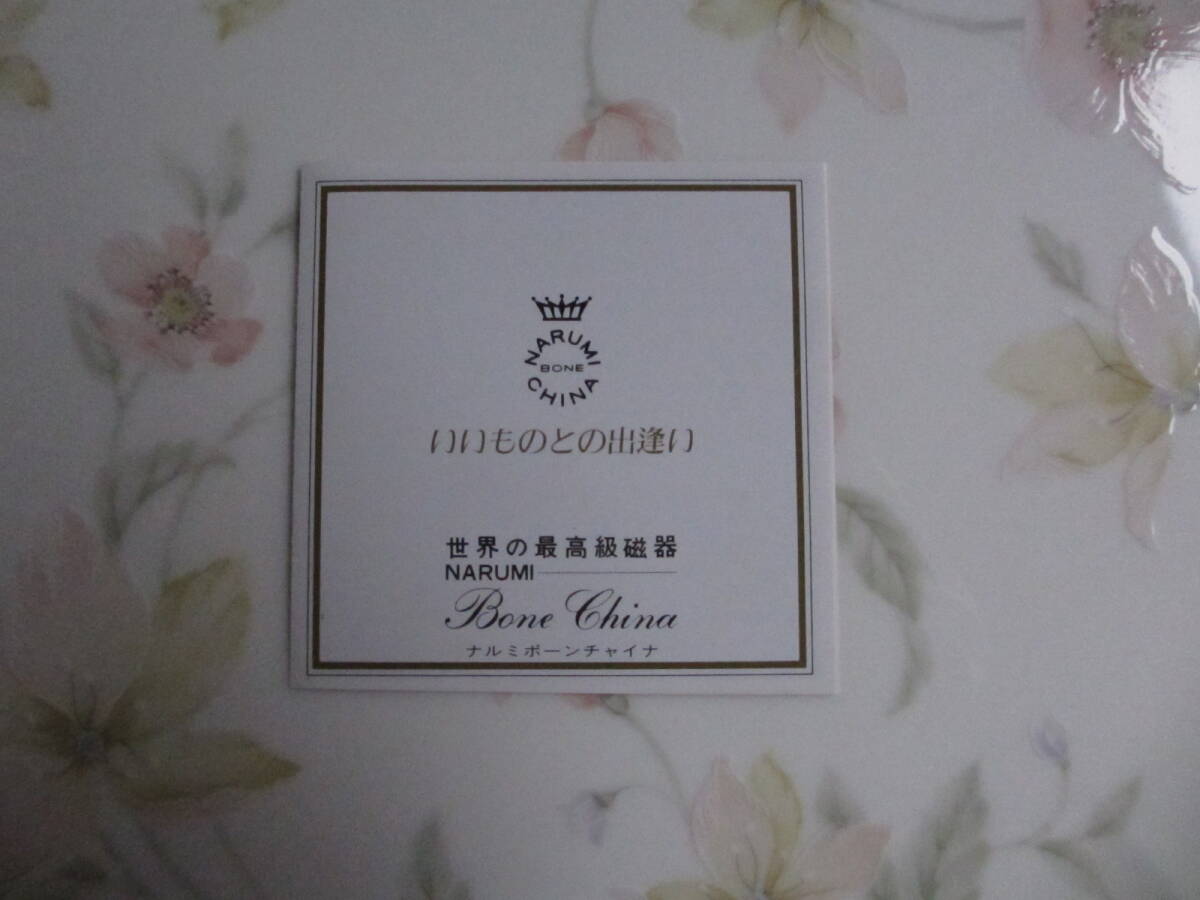 NARUMI
BONE
CHINA
いいものとの出逢い
世界の最高級磁器
NARUMI
Bone China
ナルミボーンチャイナ